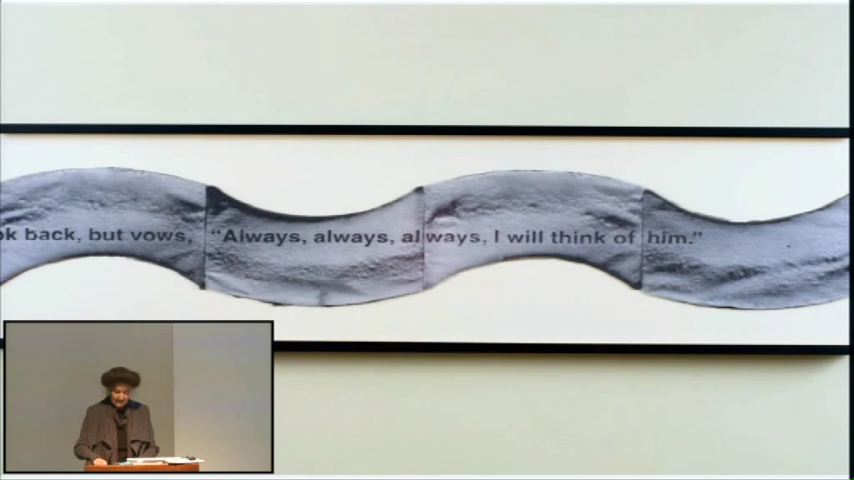 ok back, but vows, “Always, always, always, I will think of him.”